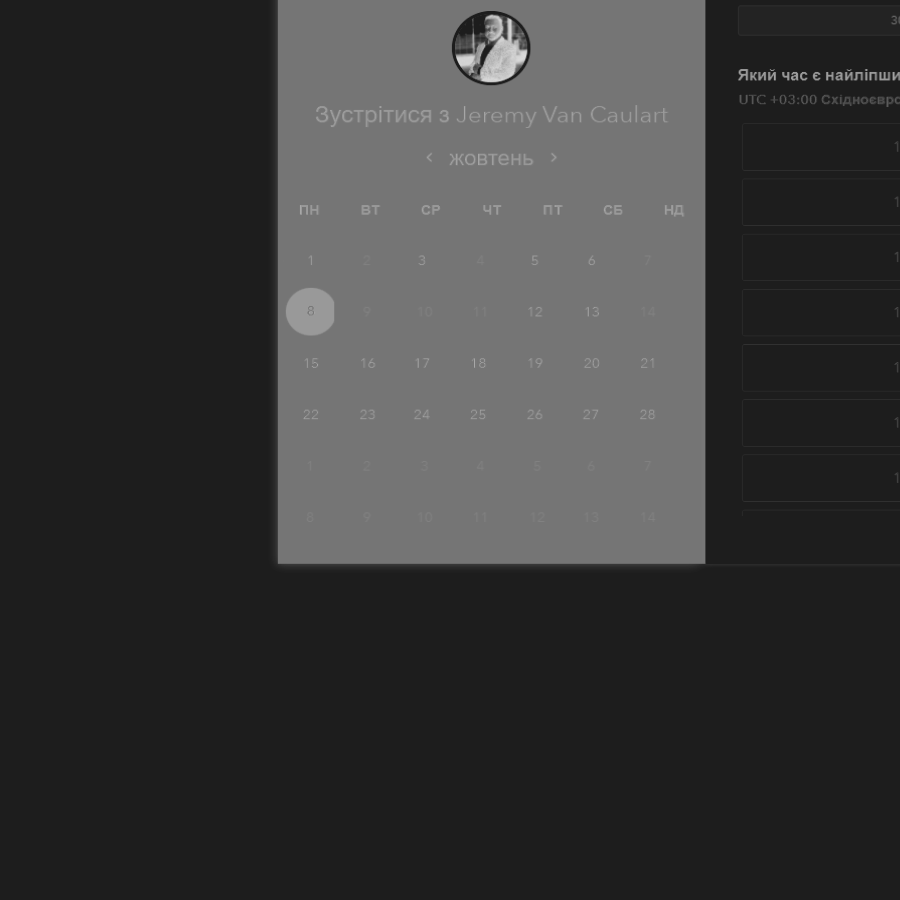 Зустрітися з Jeremy Van Caulart
жовтень
ПН ВТ СР ЧТ ПТ СБ НД
1 2 3 4 5 6 7
8 9 10 11 12 13 14
15 16 17 18 19 20 21
22 23 24 25 26 27 28
1 2 3 4 5 6 7
8 9 10 11 12 13 14
Який час є найліпши
UTC +03:00 Східноєвро